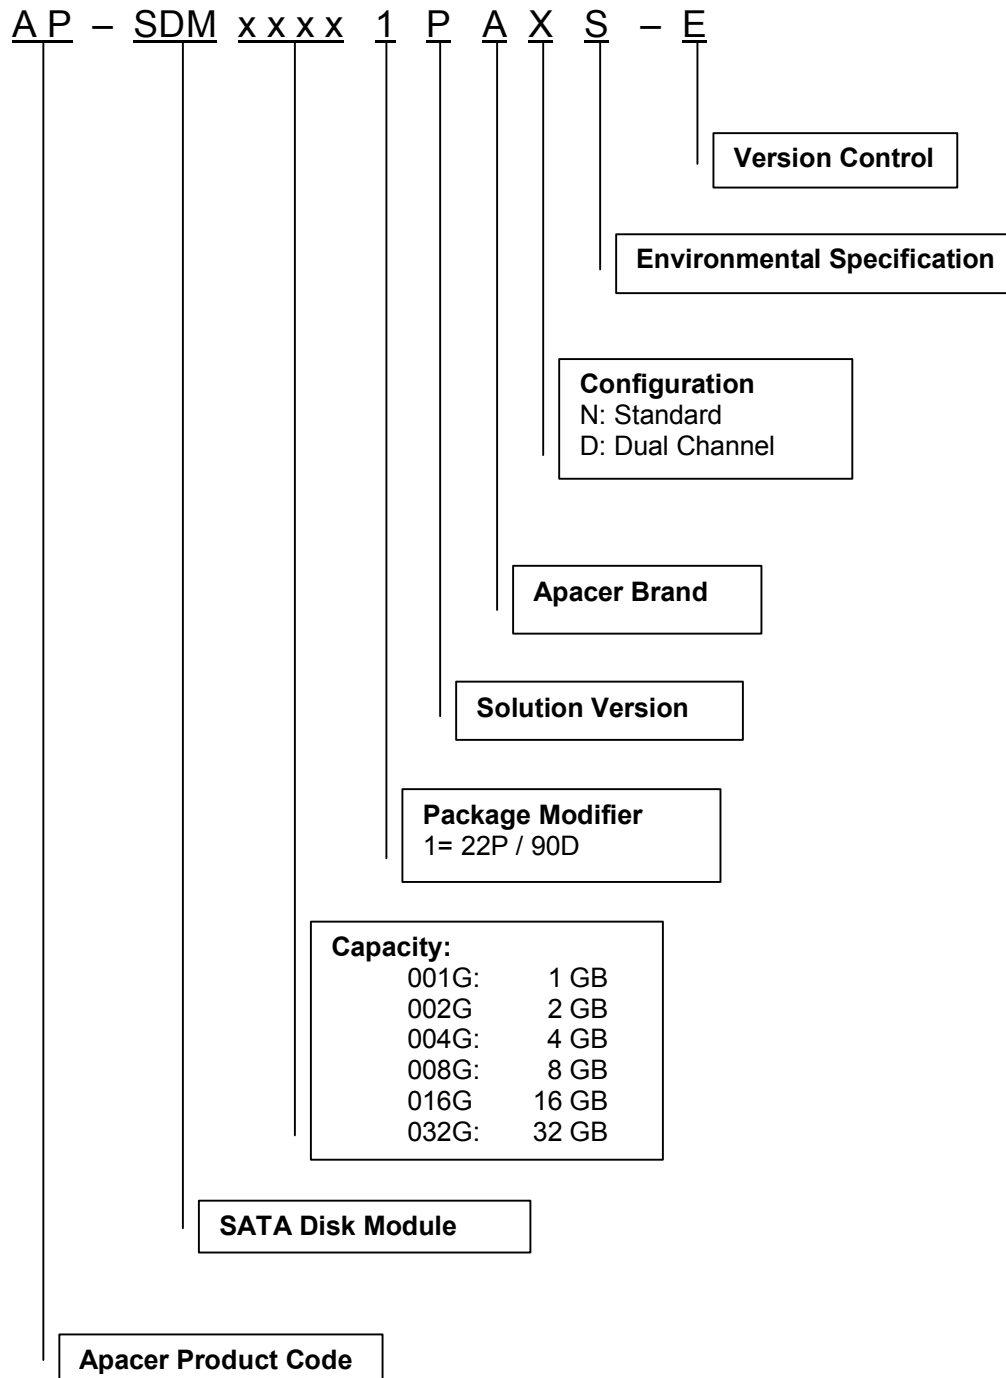 AP – SDM xxxx 1 P A X S – E
Version Control
Environmental Specification
Configuration
N: Standard
D: Dual Channel
Apacer Brand
Solution Version
Package Modifier
1= 22P / 90D
Capacity:
001G: 1 GB
002G 2 GB
004G: 4 GB
008G: 8 GB
016G 16 GB
032G: 32 GB
SATA Disk Module
Apacer Product Code